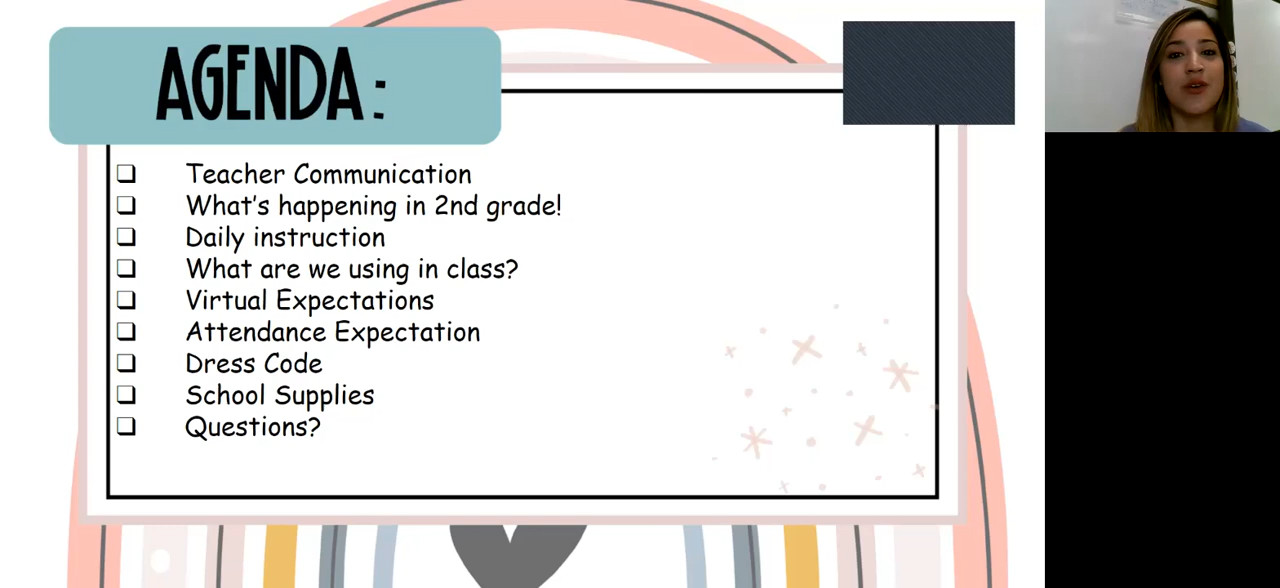 AGENDA:
❑ Teacher Communication
❑ What's happening in 2nd grade!
❑ Daily instruction
❑ What are we using in class?
❑ Virtual Expectations
❑ Attendance Expectation
❑ Dress Code
❑ School Supplies
❑ Questions?